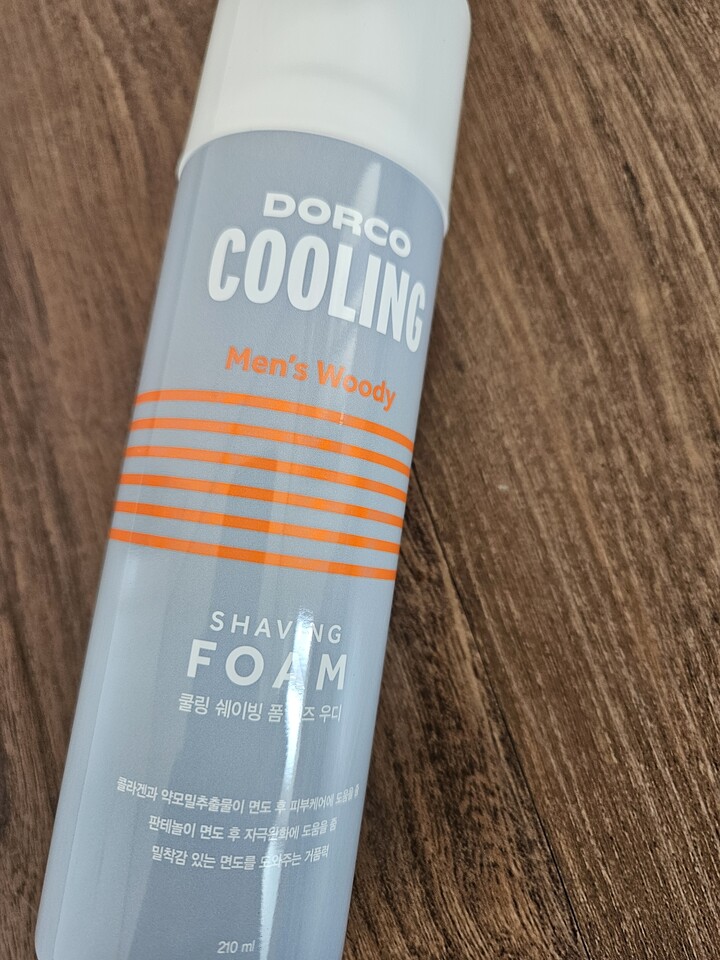 DORCO
COOLING
Men's Woody
SHAVING
FOAM
쿨링 쉐이빙 폼 우디
콜라겐과 약모밀추출물이 면도 후 피부케어에 도움을 줌
판테놀이 면도 후 자극완화에 도움을 줌
밀착감 있는 면도를 도와주는 거품력
210 ml